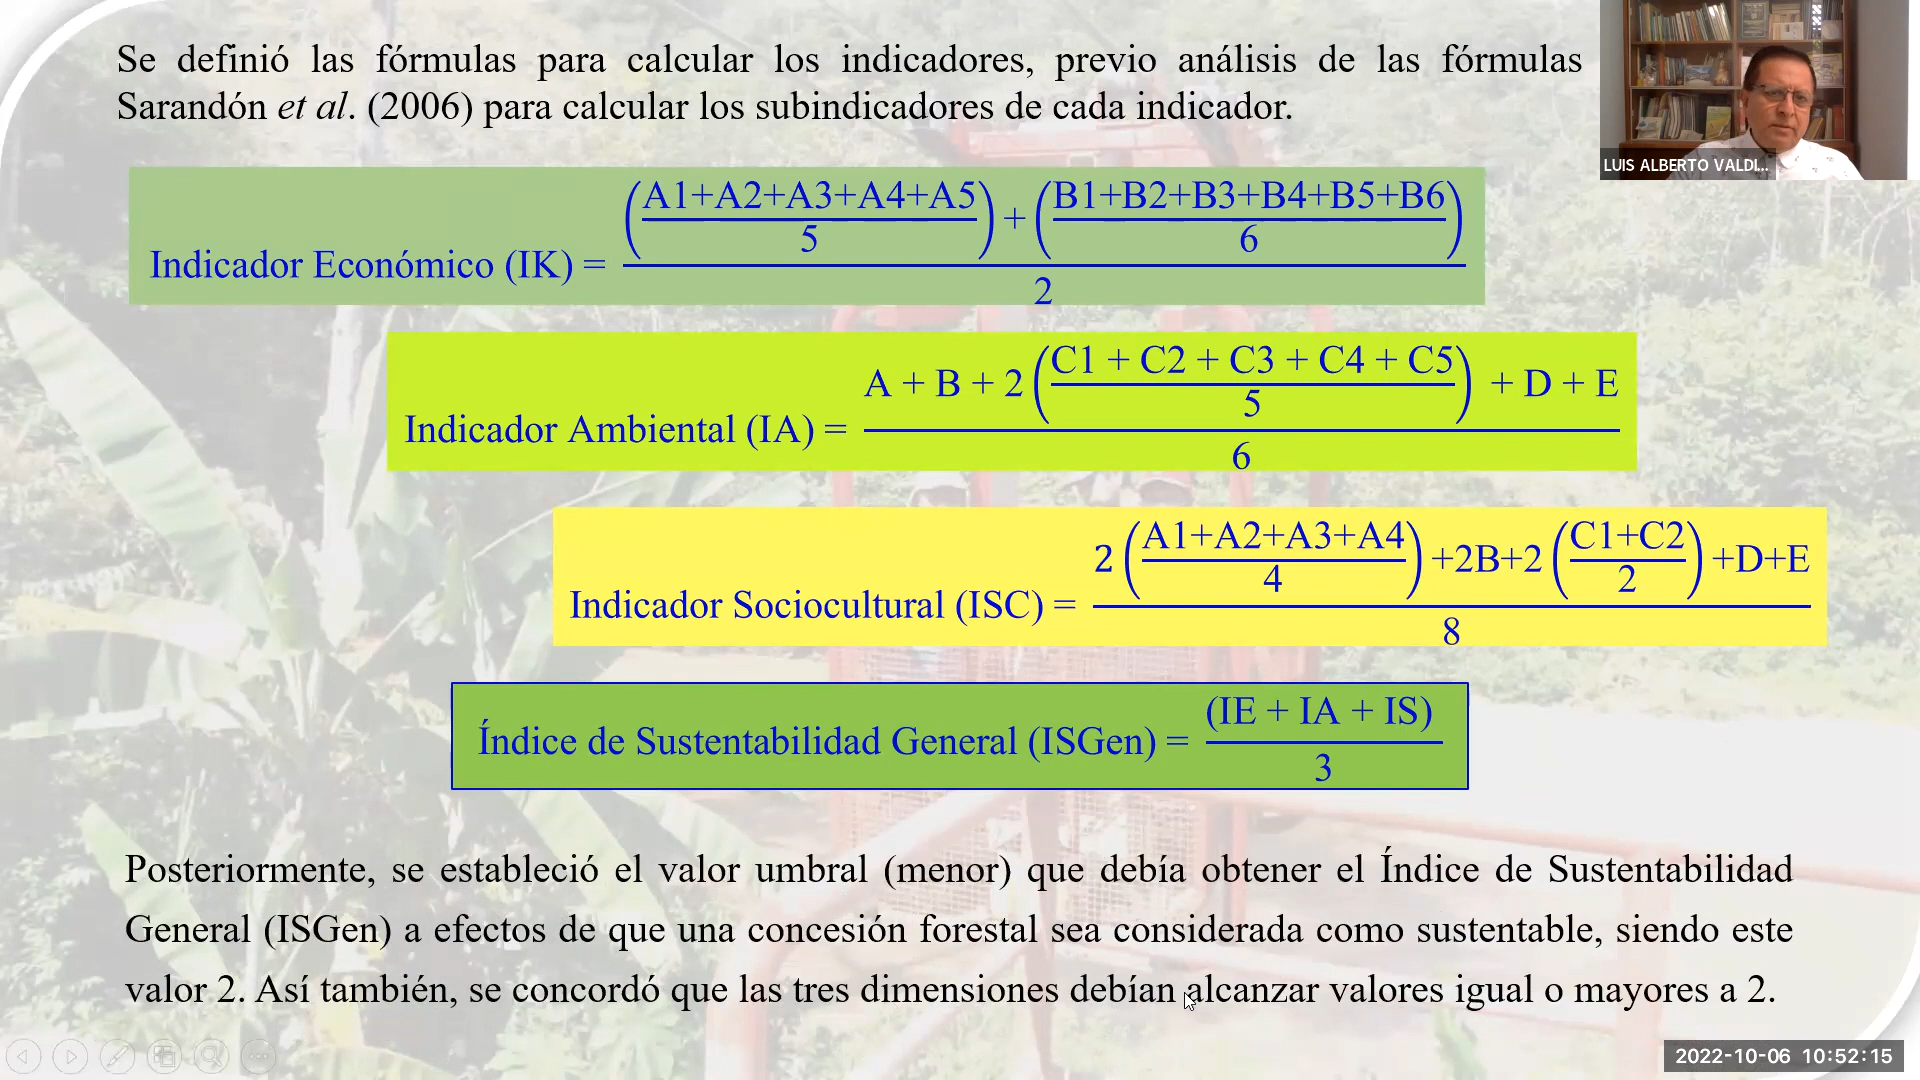 Se definió las fórmulas para calcular los indicadores, previo análisis de las fórmulas
Sarandón et al. (2006) para calcular los subindicadores de cada indicador.
LUIS ALBERTO VALDI...
Indicador Económico (IK) = ((A1+A2+A3+A4+A5)/5) + ((B1+B2+B3+B4+B5+B6)/6) / 2
Indicador Ambiental (IA) = A + B + 2 ((C1 + C2 + C3 + C4 + C5)/5) + D + E / 6
Indicador Sociocultural (ISC) = 2 ((A1+A2+A3+A4)/4) +2B+2 ((C1+C2)/2) +D+E / 8
Índice de Sustentabilidad General (ISGen) = (IE + IA + IS) / 3
Posteriormente, se estableció el valor umbral (menor) que debía obtener el Índice de Sustentabilidad
General (ISGen) a efectos de que una concesión forestal sea considerada como sustentable, siendo este
valor 2. Así también, se concordó que las tres dimensiones debían alcanzar valores igual o mayores a 2.
2022-10-06 10:52:15